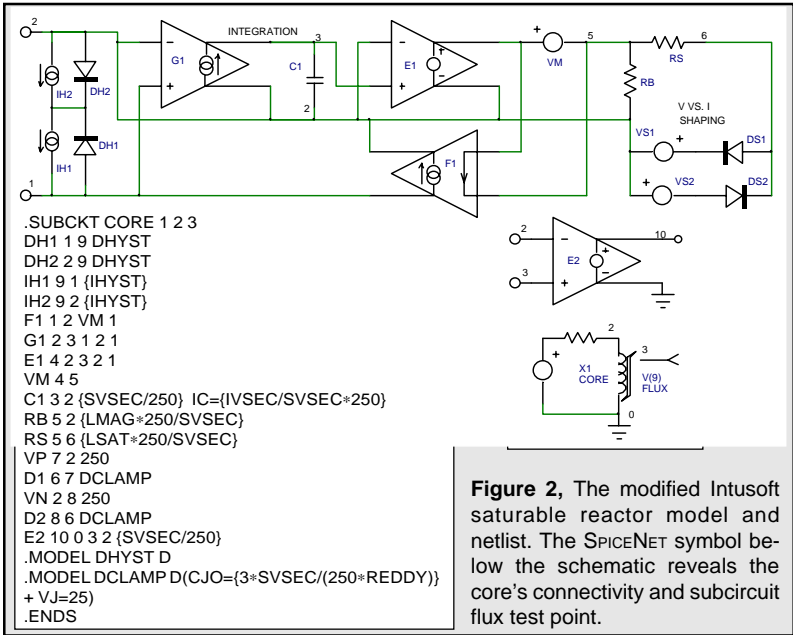 2
INTEGRATION
3
5
6
G1
C1
E1
VM
RS
RB
IH2
DH2
2
V VS. I
SHAPING
VS1
DS1
IH1
DH1
F1
VS2
DS2
1
.SUBCKT CORE 1 2 3
DH1 1 9 DHYST
DH2 2 9 DHYST
IH1 9 1 {IHYST}
IH2 9 2 {IHYST}
F1 1 2 VM 1
G1 2 3 1 2 1
E1 4 2 3 2 1
VM 4 5
C1 3 2 {SVSEC/250} IC={IVSEC/SVSEC*250}
RB 5 2 {LMAG*250/SVSEC}
RS 5 6 {LSAT*250/SVSEC}
VP 7 2 250
D1 6 7 DCLAMP
VN 2 8 250
D2 8 6 DCLAMP
E2 10 0 3 2 {SVSEC/250}
.MODEL DHYST D
.MODEL DCLAMP D(CJO={3*SVSEC/(250*REDDY)}
+ VJ=25)
.ENDS
2
10
E2
3
2
3
X1
CORE
V(9)
FLUX
0
Figure 2, The modified Intusoft
saturable reactor model and
netlist. The SPICENET symbol be-
low the schematic reveals the
core's connectivity and subcircuit
flux test point.